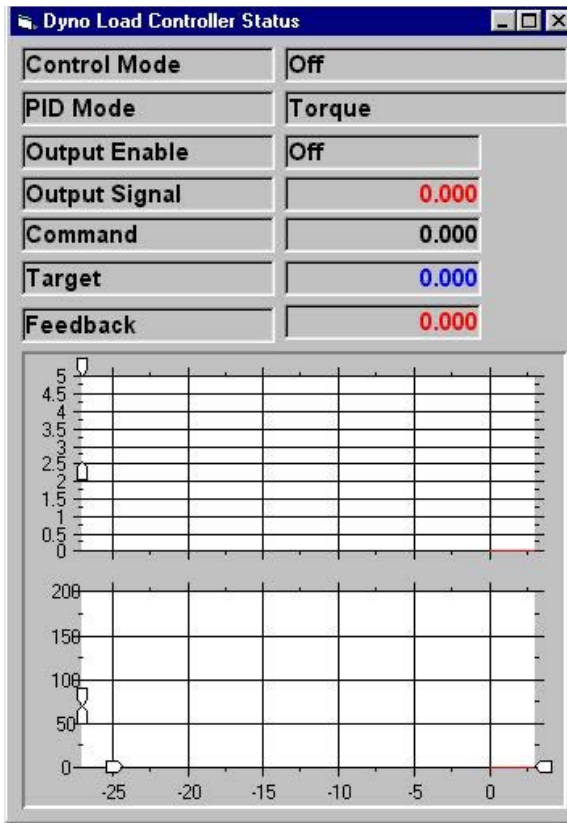 Dyno Load Controller Status
Control Mode Off
PID Mode Torque
Output Enable Off
Output Signal 0.000
Command 0.000
Target 0.000
Feedback 0.000
5
4.5
4
3.5
3
2.5
2
1.5
1
0.5
0
200
150
100
50
0
-25 -20 -15 -10 -5 0